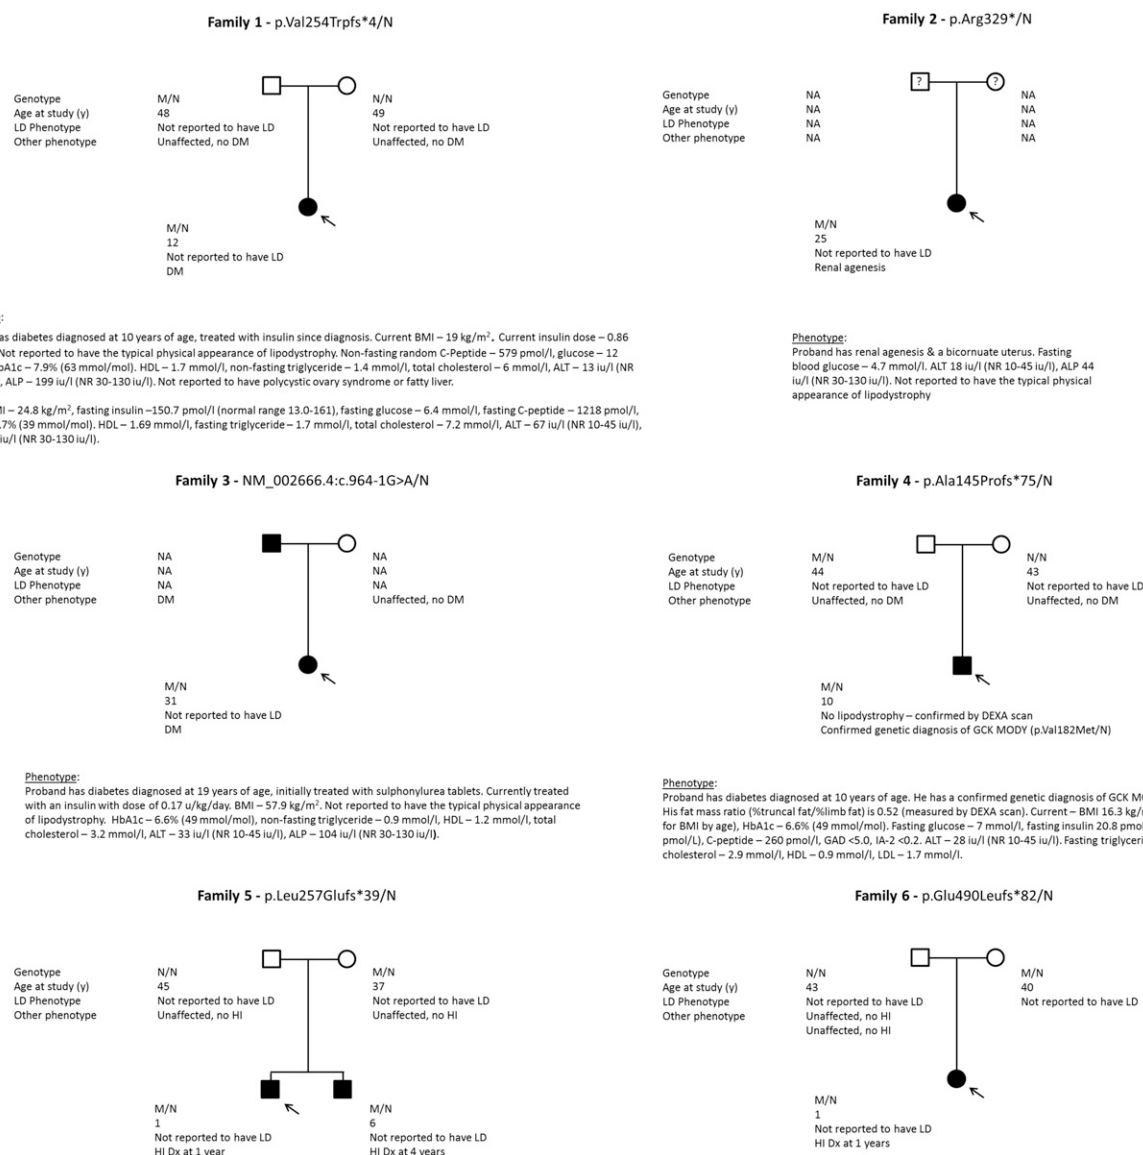 Family 1 - p.Val254Trpfs*4/N
Genotype M/N N/N
Age at study (y) 48 49
LD Phenotype Not reported to have LD Not reported to have LD
Other phenotype Unaffected, no DM Unaffected, no DM
M/N
12
Not reported to have LD
DM
as diabetes diagnosed at 10 years of age, treated with insulin since diagnosis. Current BMI – 19 kg/m². Current insulin dose – 0.86
Not reported to have the typical physical appearance of lipodystrophy. Non-fasting random C-Peptide – 579 pmol/l, glucose – 12
bA1c – 7.9% (63 mmol/mol). HDL – 1.7 mmol/l, non-fasting triglyceride – 1.4 mmol/l, total cholesterol – 6 mmol/l, ALT – 13 iu/l (NR
, ALP – 199 iu/l (NR 30-130 iu/l). Not reported to have polycystic ovary syndrome or fatty liver.
MI – 24.8 kg/m², fasting insulin –150.7 pmol/l (normal range 13.0-161), fasting glucose – 6.4 mmol/l, fasting C-peptide – 1218 pmol/l,
.7% (39 mmol/mol). HDL – 1.69 mmol/l, fasting triglyceride – 1.7 mmol/l, total cholesterol – 7.2 mmol/l, ALT – 67 iu/l (NR 10-45 iu/l),
iu/l (NR 30-130 iu/l).
Family 2 - p.Arg329*/N
? ?
Genotype NA NA
Age at study (y) NA NA
LD Phenotype NA NA
Other phenotype NA NA
M/N
25
Not reported to have LD
Renal agenesis
Phenotype:
Proband has renal agenesis & a bicornuate uterus. Fasting
blood glucose – 4.7 mmol/l. ALT 18 iu/l (NR 10-45 iu/l), ALP 44
iu/l (NR 30-130 iu/l). Not reported to have the typical physical
appearance of lipodystrophy
Family 3 - NM_002666.4:c.964-1G>A/N
Genotype NA NA
Age at study (y) NA NA
LD Phenotype NA NA
Other phenotype DM Unaffected, no DM
M/N
31
Not reported to have LD
DM
Phenotype:
Proband has diabetes diagnosed at 19 years of age, initially treated with sulphonylurea tablets. Currently treated
with an insulin with dose of 0.17 u/kg/day. BMI – 57.9 kg/m². Not reported to have the typical physical appearance
of lipodystrophy. HbA1c – 6.6% (49 mmol/mol), non-fasting triglyceride – 0.9 mmol/l, HDL – 1.2 mmol/l, total
cholesterol – 3.2 mmol/l, ALT – 33 iu/l (NR 10-45 iu/l), ALP – 104 iu/l (NR 30-130 iu/l).
Family 4 - p.Ala145Profs*75/N
Genotype M/N N/N
Age at study (y) 44 43
LD Phenotype Not reported to have LD Not reported to have LD
Other phenotype Unaffected, no DM Unaffected, no DM
M/N
10
No lipodystrophy – confirmed by DEXA scan
Confirmed genetic diagnosis of GCK MODY (p.Val182Met/N)
Phenotype:
Proband has diabetes diagnosed at 10 years of age. He has a confirmed genetic diagnosis of GCK MO
His fat mass ratio (%truncal fat/%limb fat) is 0.52 (measured by DEXA scan). Current – BMI 16.3 kg/m
for BMI by age), HbA1c – 6.6% (49 mmol/mol). Fasting glucose – 7 mmol/l, fasting insulin 20.8 pmol
pmol/L), C-peptide – 260 pmol/l, GAD <5.0, IA-2 <0.2. ALT – 28 iu/l (NR 10-45 iu/l). Fasting triglyceri
cholesterol – 2.9 mmol/l, HDL – 0.9 mmol/l, LDL – 1.7 mmol/l.
Family 5 - p.Leu257Glufs*39/N
Genotype N/N M/N
Age at study (y) 45 37
LD Phenotype Not reported to have LD Not reported to have LD
Other phenotype Unaffected, no HI Unaffected, no HI
M/N M/N
1 6
Not reported to have LD Not reported to have LD
HI Dx at 1 year HI Dx at 4 years
Family 6 - p.Glu490Leufs*82/N
Genotype N/N M/N
Age at study (y) 43 40
LD Phenotype Not reported to have LD Not reported to have LD
Other phenotype Unaffected, no HI
Unaffected, no HI
M/N
1
Not reported to have LD
HI Dx at 1 years